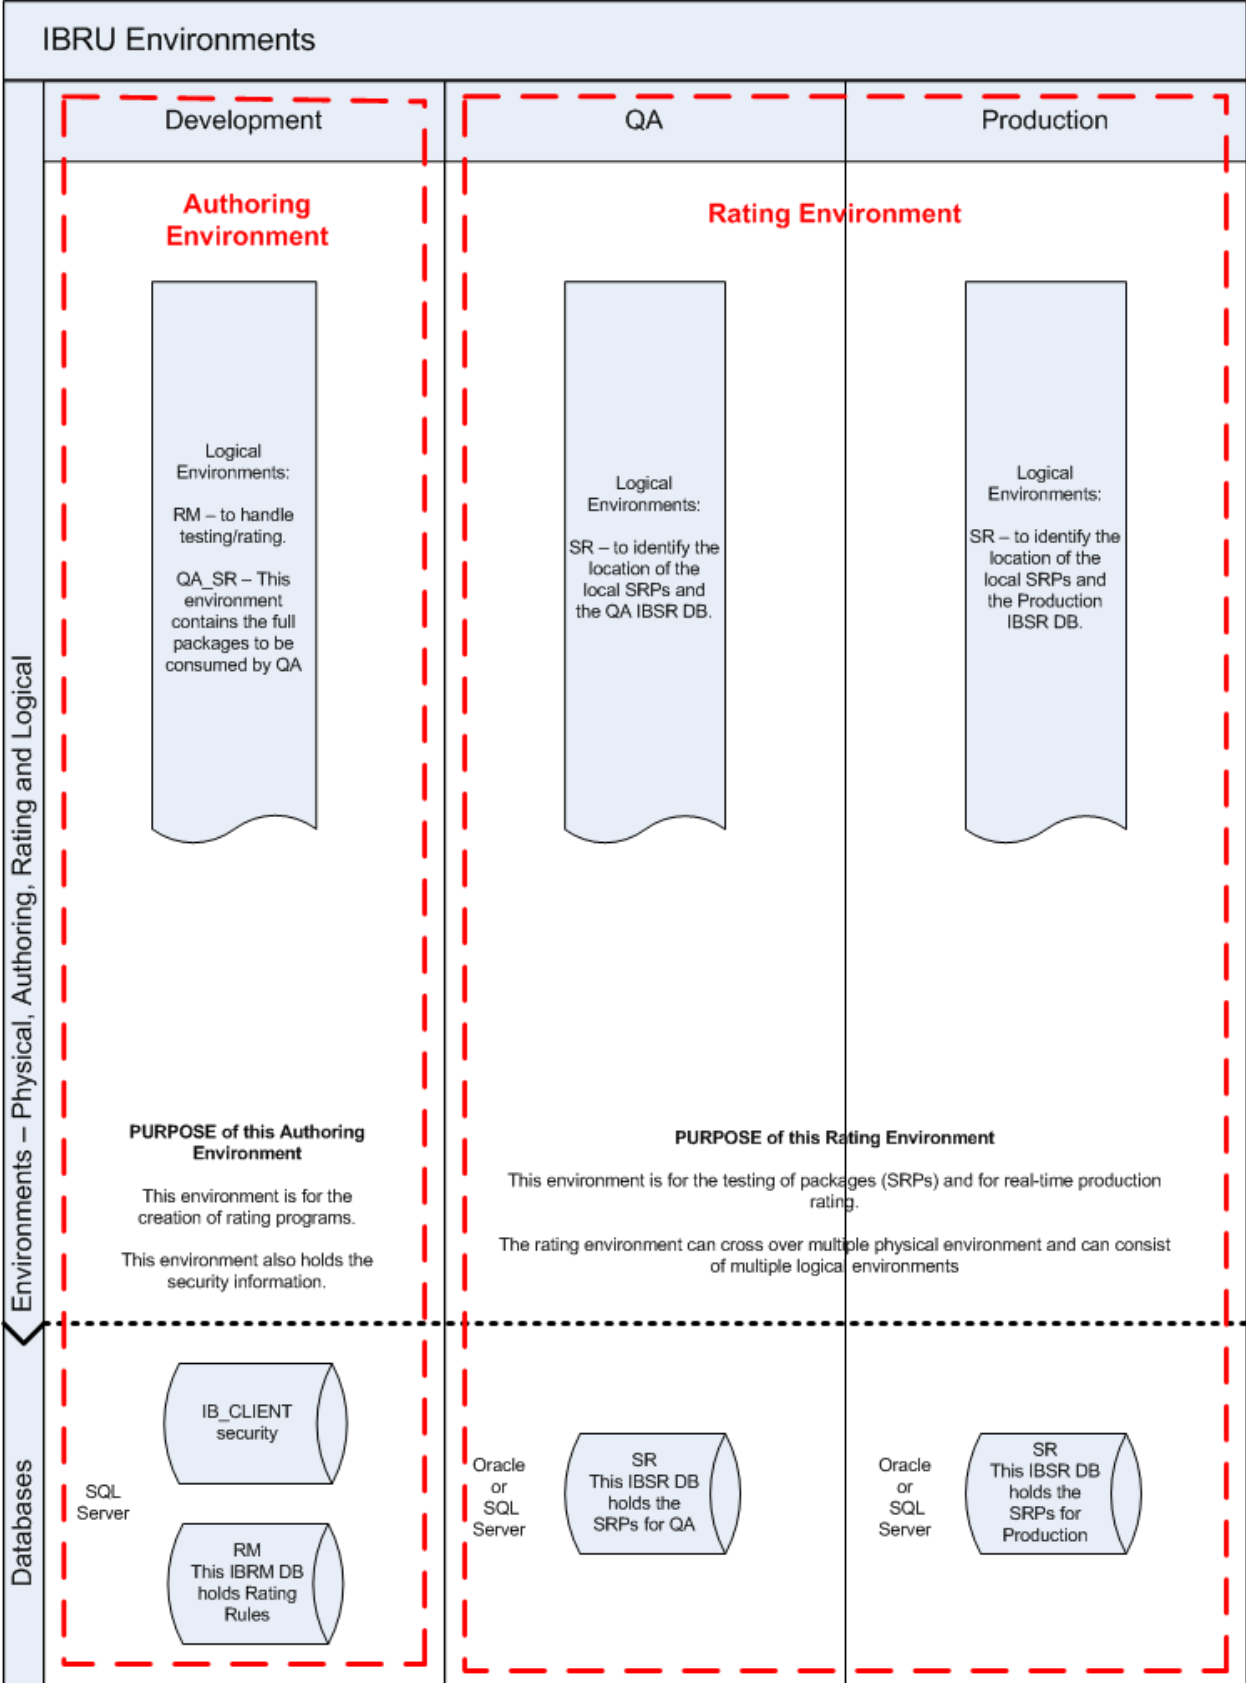 IBRU Environments
Development
QA
Production
Environments – Physical, Authoring, Rating and Logical
Authoring
Environment
Rating Environment
Logical
Environments:
RM – to handle
testing/rating.
QA_SR – This
environment
contains the full
packages to be
consumed by QA
Logical
Environments:
SR – to identify the
location of the
local SRPs and
the QA IBSR DB.
Logical
Environments:
SR – to identify the
location of the
local SRPs and
the Production
IBSR DB.
PURPOSE of this Authoring
Environment
This environment is for the
creation of rating programs.
This environment also holds the
security information.
PURPOSE of this Rating Environment
This environment is for the testing of packages (SRPs) and for real-time production
rating.
The rating environment can cross over multiple physical environment and can consist
of multiple logical environments
Databases
SQL
Server
IB_CLIENT
security
RM
This IBRM DB
holds Rating
Rules
Oracle
or
SQL
Server
SR
This IBSR DB
holds the
SRPs for QA
Oracle
or
SQL
Server
SR
This IBSR DB
holds the
SRPs for
Production